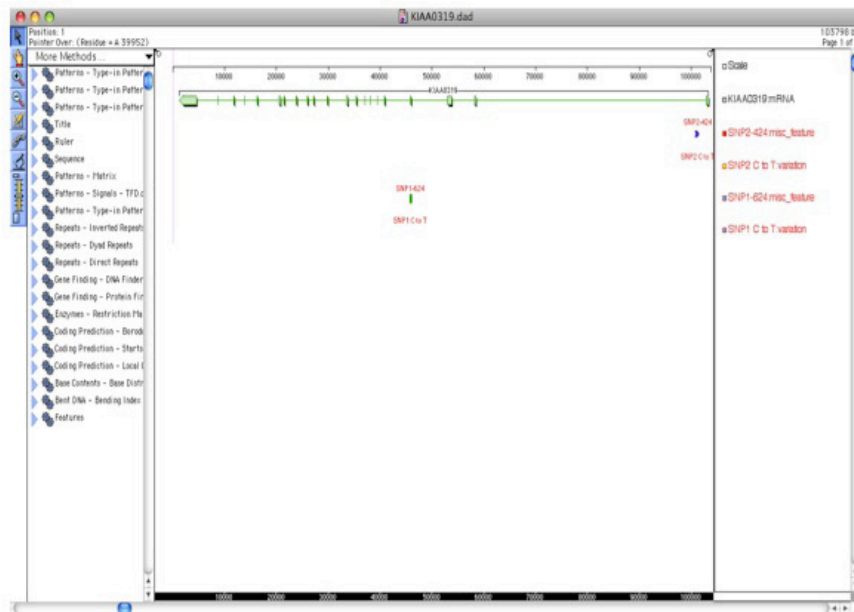 KIAA0319.dad
Position: 1
Pointer Over: (Residue = A 39952)
103798 b
Page 1 of
More Methods...
Patterns - Type-in Patter
Patterns - Type-in Patter
Patterns - Type-in Patter
Title
Ruler
Sequence
Patterns - Matrix
Patterns - Signals - TFD.
Patterns - Type-in Patter
Repeats - Inverted Repeats
Repeats - Dyad Repeats
Repeats - Direct Repeats
Gene Finding - DNA Finder
Gene Finding - Protein Fin
Enzymes - Restriction Ma
Coding Prediction - Borod
Coding Prediction - Starts
Coding Prediction - Local
Base Contents - Base Distr
Bent DNA - Bending Index
Features
10000 20000 30000 40000 50000 60000 70000 80000 90000 100000
KIAA0319
SNP2-424
SNP2 C to T
SNP1-624
SNP1 C to T
Scale
KIAA0319 mRNA
SNP2-424 misc_feature
SNP2 C to T variation
SNP1-624 misc_feature
SNP1 C to T variation
10000 20000 30000 40000 50000 60000 70000 80000 90000 100000